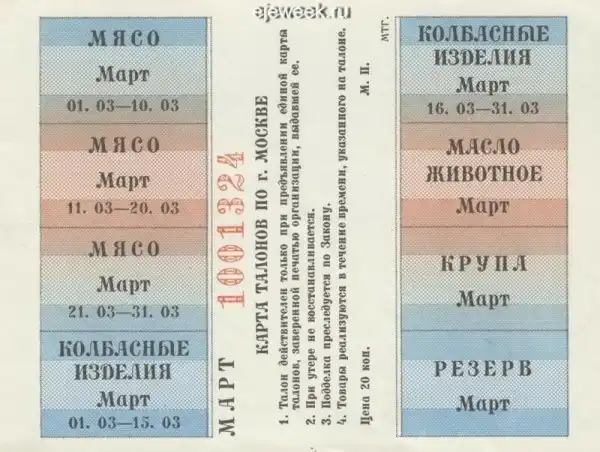 ejeweek.ru
МЯСО
Март
01. 03—10. 03
МЯСО
Март
11. 03—20. 03
МЯСО
Март
21. 03—31. 03
КОЛБАСНЫЕ
ИЗДЕЛИЯ
Март
01. 03—15. 03
МАРТ
1001324
КАРТА ТАЛОНОВ ПО г. МОСКВЕ
1. Талон действителен только при предъявлении единой карты
талонов, заверенной печатью организации, выдавшей ее.
2. При утере не восстанавливается.
3. Подделка преследуется по Закону.
4. Товары реализуются в течение времени, указанного на талоне.
Цена 20 коп.
М. П.
МТГ.
КОЛБАСНЫЕ
ИЗДЕЛИЯ
Март
16. 03—31. 03
МАСЛО
ЖИВОТНОЕ
Март
КРУПА
Март
РЕЗЕРВ
Март